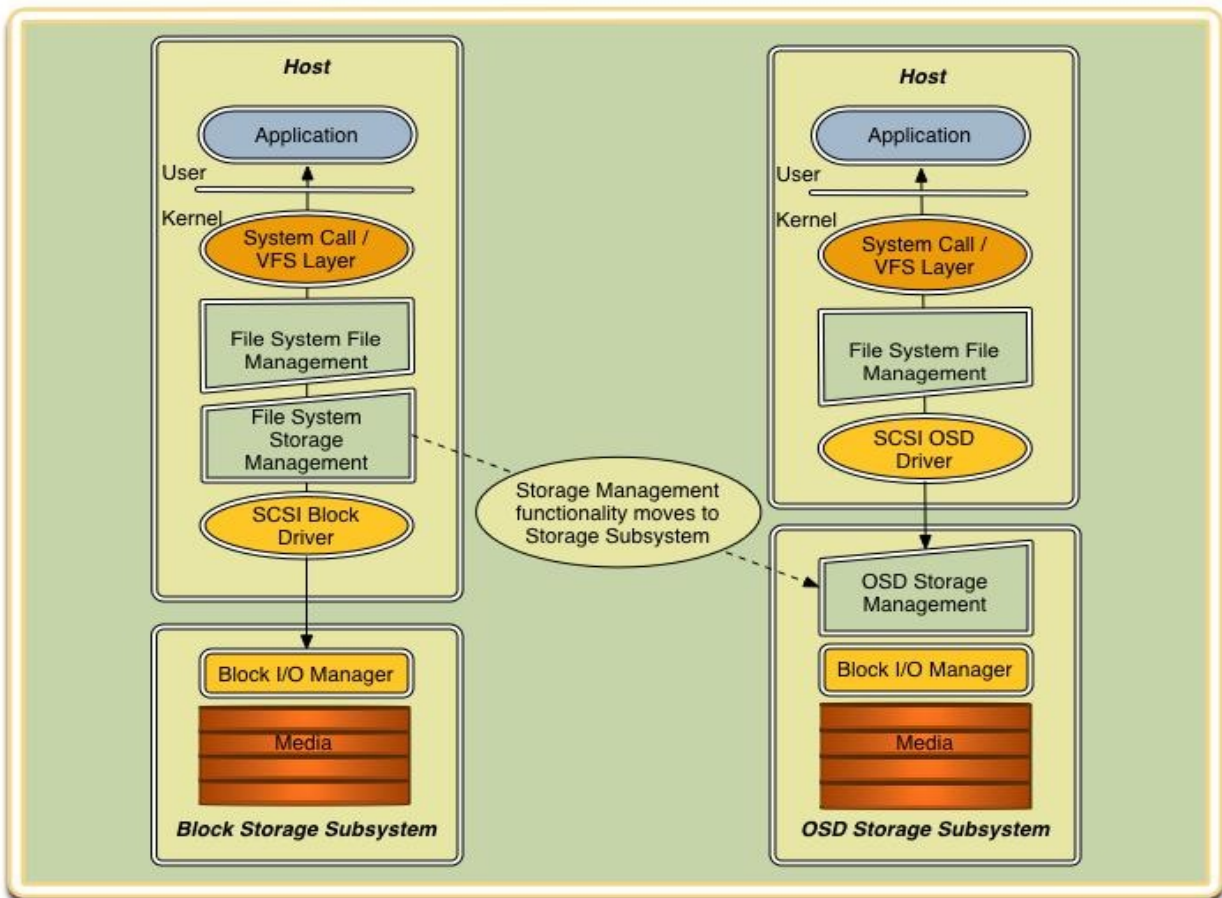 Host
Application
User
Kernel
System Call /
VFS Layer
File System File
Management
File System
Storage
Management
SCSI Block
Driver
Block I/O Manager
Media
Block Storage Subsystem
Storage Management
functionality moves to
Storage Subsystem
Host
Application
User
Kernel
System Call /
VFS Layer
File System File
Management
SCSI OSD
Driver
OSD Storage
Management
Block I/O Manager
Media
OSD Storage Subsystem